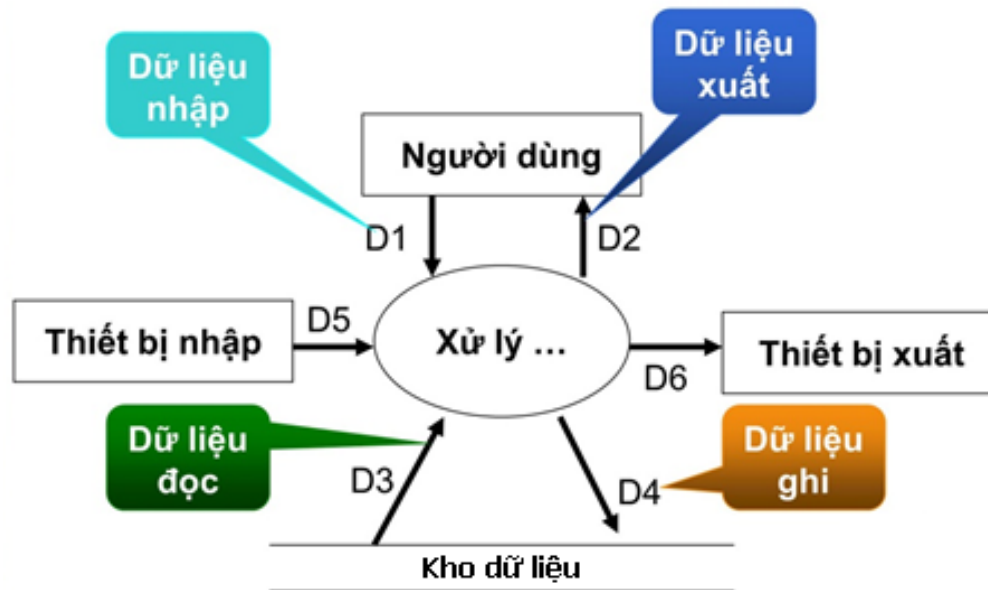 Dữ liệu
nhập
Dữ liệu
xuất
Người dùng
D1
D2
Thiết bị nhập
D5
Xử lý ...
D6
Thiết bị xuất
Dữ liệu
đọc
D3
D4
Dữ liệu
ghi
Kho dữ liệu